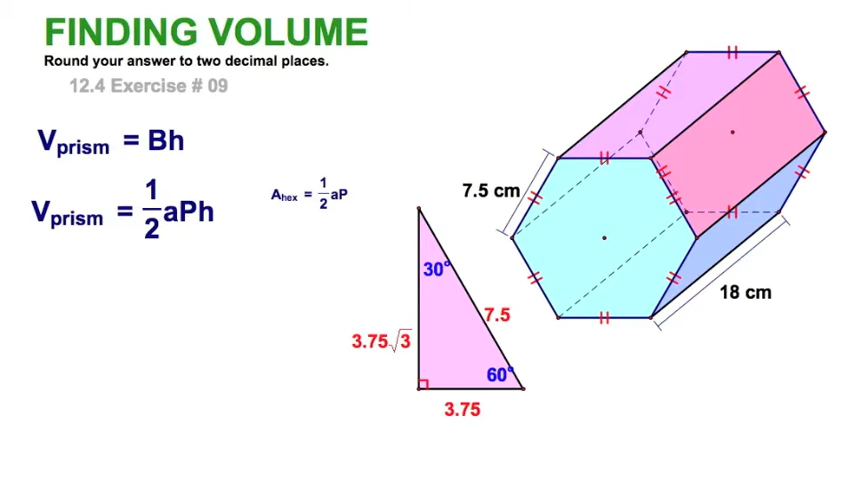 FINDING VOLUME
Round your answer to two decimal places.
12.4 Exercise # 09
Vprism = Bh
Vprism = 1/2 aPh
Ahex = 1/2 aP
7.5 cm
18 cm
30°
7.5
3.75√3
60°
3.75